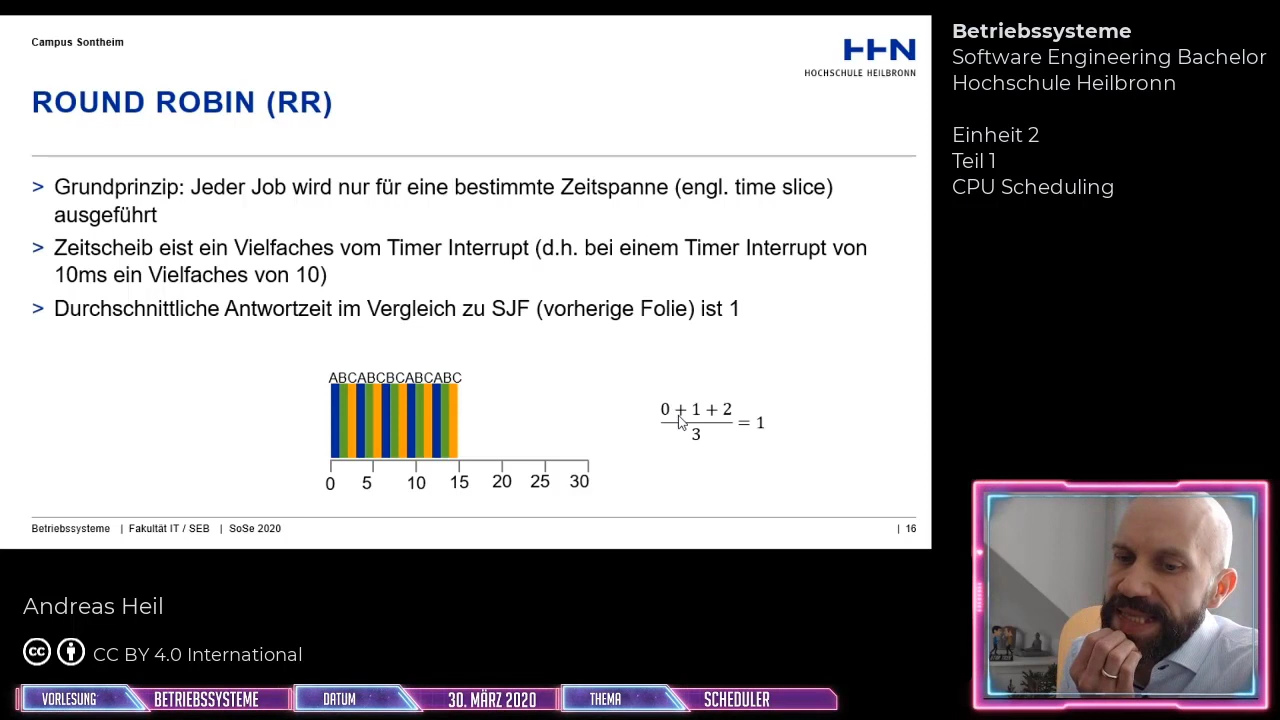 Campus Sontheim
HHN
HOCHSCHULE HEILBRONN
ROUND ROBIN (RR)
> Grundprinzip: Jeder Job wird nur für eine bestimmte Zeitspanne (engl. time slice)
ausgeführt
> Zeitscheib eist ein Vielfaches vom Timer Interrupt (d.h. bei einem Timer Interrupt von
10ms ein Vielfaches von 10)
> Durchschnittliche Antwortzeit im Vergleich zu SJF (vorherige Folie) ist 1
ABCABCBCABCABC
0 5 10 15 20 25 30
0 + 1 + 2
3
= 1
Betriebssysteme | Fakultät IT / SEB | SoSe 2020
| 16
Betriebssysteme
Software Engineering Bachelor
Hochschule Heilbronn
Einheit 2
Teil 1
CPU Scheduling
Andreas Heil
cc CC BY 4.0 International
VORLESUNG BETRIEBSSYSTEME DATUM 30. MÄRZ 2020 THEMA SCHEDULER